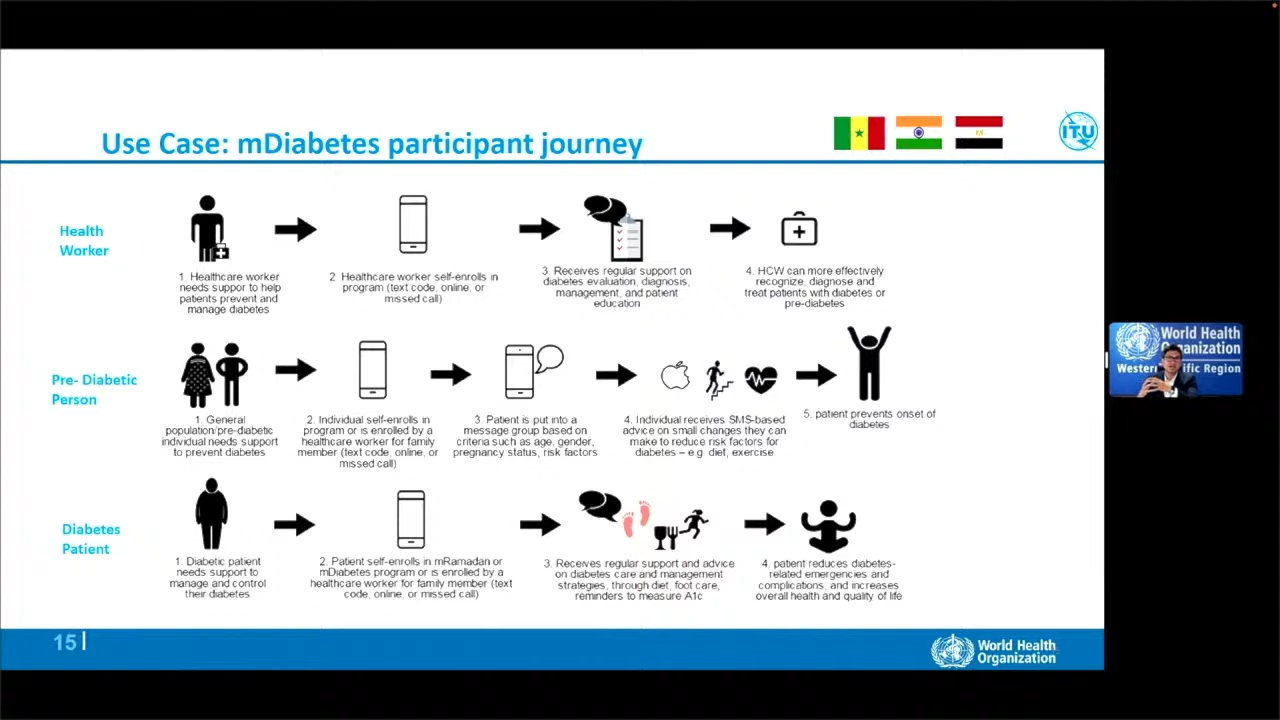 Use Case: mDiabetes participant journey
ITU
Health
Worker
1. Healthcare worker
needs suppor to help
patients prevent and
manage diabetes
2. Healthcare worker self-enrolls in
program (text code, online, or
missed call)
3. Receives regular support on
diabetes evaluation, diagnosis,
management, and patient
education
4. HCW can more effectively
recognize, diagnose and
treat patients with diabetes or
pre-diabetes
Pre- Diabetic
Person
1. General
population/pre-diabetic
individual needs support
to prevent diabetes
2. Individual self-enrolls in
program or is enrolled by a
healthcare worker for family
member (text code, online, or
missed call)
3. Patient is put into a
message group based on
criteria such as age, gender,
pregnancy status, risk factors
4. Individual receives SMS-based
advice on small changes they can
make to reduce risk factors for
diabetes – e.g. diet, exercise
5. patient prevents onset of
diabetes
Diabetes
Patient
1. Diabetic patient
needs support to
manage and control
their diabetes
2. Patient self-enrolls in mRamadan or
mDiabetes program or is enrolled by a
healthcare worker for family member (text
code, online, or missed call)
3. Receives regular support and advice
on diabetes care and management
strategies, through diet, foot care,
reminders to measure A1c
4. patient reduces diabetes-
related emergencies and
complications, and increases
overall health and quality of life
15|
World Health
Organization
World Health
Organization
Region